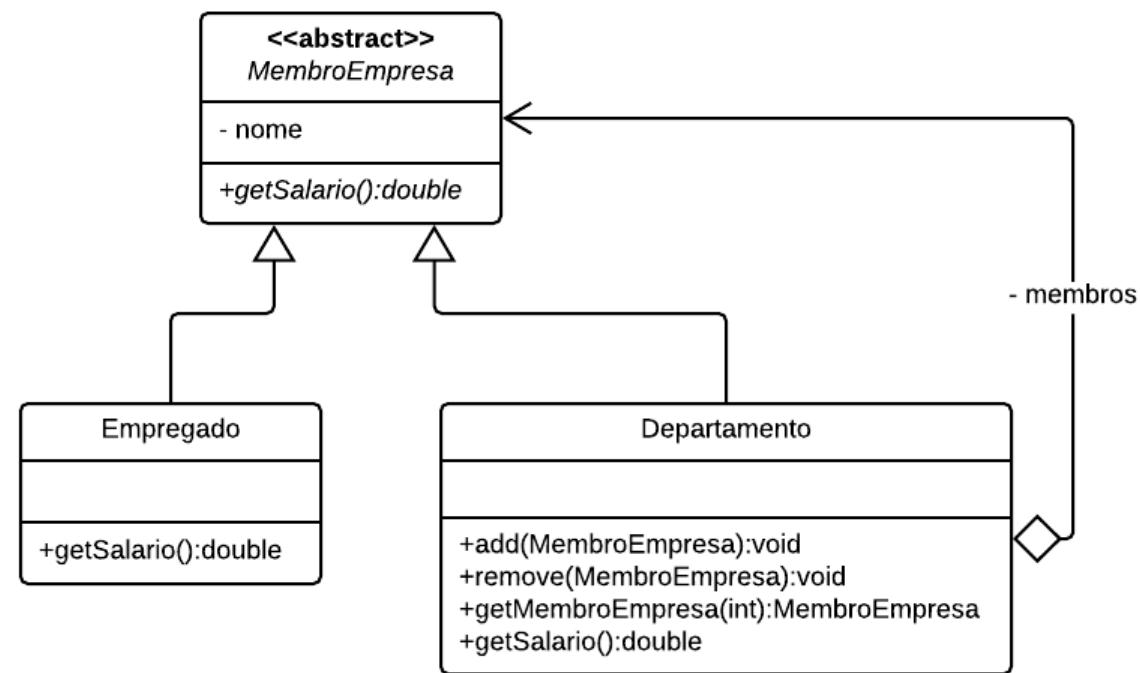 <<abstract>>
MembroEmpresa
- nome
+getSalario():double
- membros
Empregado
+getSalario():double
Departamento
+add(MembroEmpresa):void
+remove(MembroEmpresa):void
+getMembroEmpresa(int):MembroEmpresa
+getSalario():double